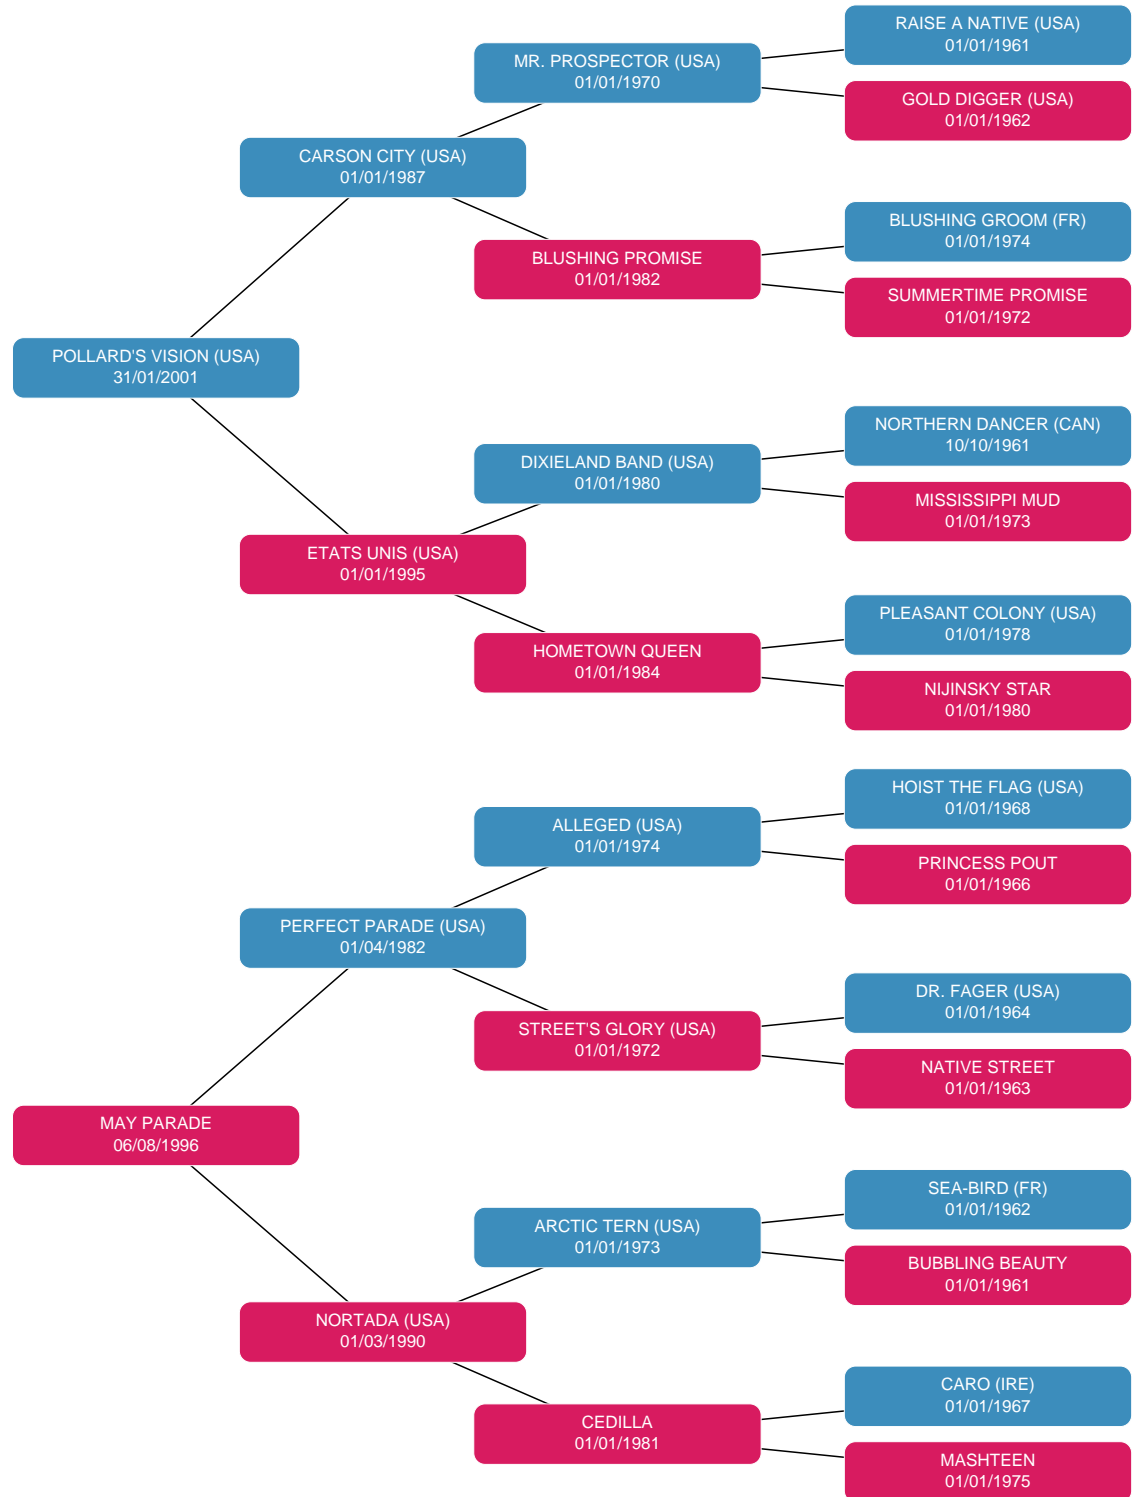 RAISE A NATIVE (USA)
01/01/1961
MR. PROSPECTOR (USA)
01/01/1970
GOLD DIGGER (USA)
01/01/1962
CARSON CITY (USA)
01/01/1987
BLUSHING GROOM (FR)
01/01/1974
BLUSHING PROMISE
01/01/1982
SUMMERTIME PROMISE
01/01/1972
POLLARD'S VISION (USA)
31/01/2001
NORTHERN DANCER (CAN)
10/10/1961
DIXIELAND BAND (USA)
01/01/1980
MISSISSIPPI MUD
01/01/1973
ETATS UNIS (USA)
01/01/1995
PLEASANT COLONY (USA)
01/01/1978
HOMETOWN QUEEN
01/01/1984
NIJINSKY STAR
01/01/1980
HOIST THE FLAG (USA)
01/01/1968
ALLEGED (USA)
01/01/1974
PRINCESS POUT
01/01/1966
PERFECT PARADE (USA)
01/04/1982
DR. FAGER (USA)
01/01/1964
STREET'S GLORY (USA)
01/01/1972
NATIVE STREET
01/01/1963
MAY PARADE
06/08/1996
SEA-BIRD (FR)
01/01/1962
ARCTIC TERN (USA)
01/01/1973
BUBBLING BEAUTY
01/01/1961
NORTADA (USA)
01/03/1990
CARO (IRE)
01/01/1967
CEDILLA
01/01/1981
MASHTEEN
01/01/1975